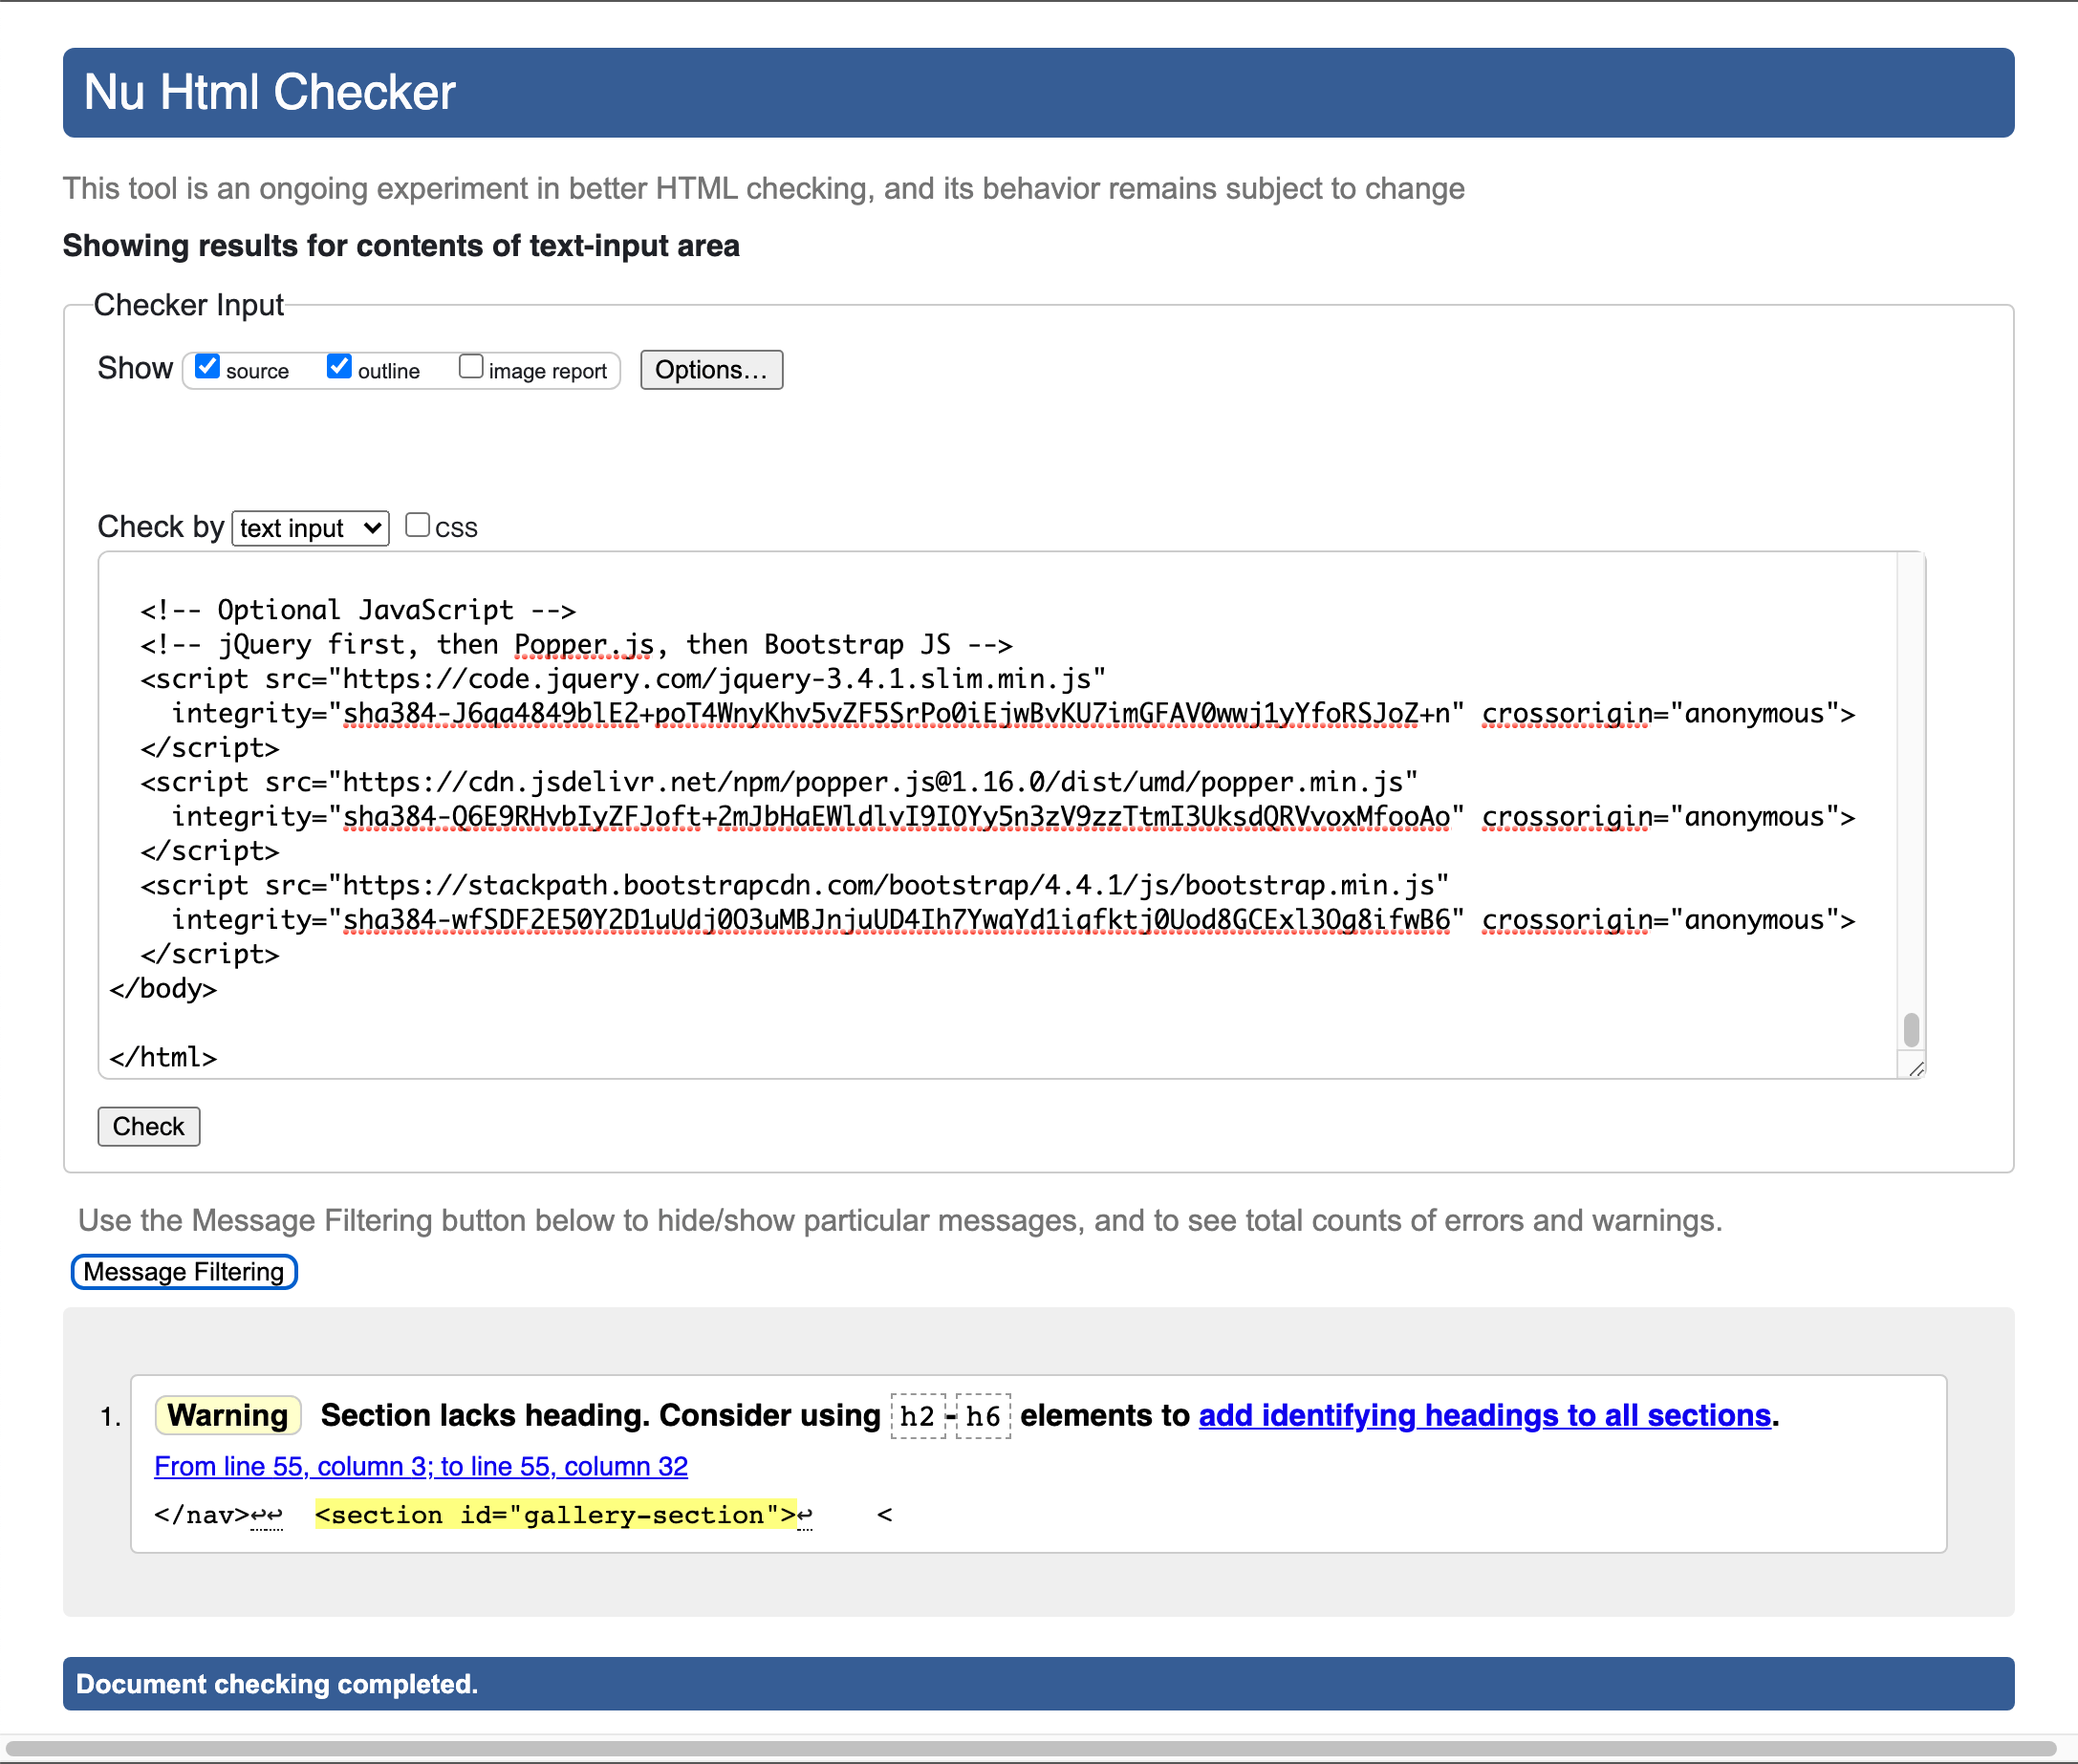 Nu Html Checker
This tool is an ongoing experiment in better HTML checking, and its behavior remains subject to change
Showing results for contents of text-input area
Checker Input
Show source outline image report Options...
Check by text input css
<!-- Optional JavaScript -->
<!-- jQuery first, then Popper.js, then Bootstrap JS -->
<script src="https://code.jquery.com/jquery-3.4.1.slim.min.js"
integrity="sha384-J6qa4849blE2+poT4WnyKhv5vZF5SrPo0iEjwBvKU7imGFAV0wwj1yYfoRSJoZ+n" crossorigin="anonymous">
</script>
<script src="https://cdn.jsdelivr.net/npm/popper.js@1.16.0/dist/umd/popper.min.js"
integrity="sha384-Q6E9RHvbIyZFJoft+2mJbHaEWldlvI9IOYy5n3zV9zzTtmI3UksdQRVvoxMfooAo" crossorigin="anonymous">
</script>
<script src="https://stackpath.bootstrapcdn.com/bootstrap/4.4.1/js/bootstrap.min.js"
integrity="sha384-wfSDF2E50Y2D1uUdj0O3uMBJnjuUD4Ih7YwaYd1iqfktj0Uod8GCExl3Og8ifwB6" crossorigin="anonymous">
</script>
</body>
</html>
Check
Use the Message Filtering button below to hide/show particular messages, and to see total counts of errors and warnings.
Message Filtering
1. Warning Section lacks heading. Consider using h2-h6 elements to add identifying headings to all sections.
From line 55, column 3; to line 55, column 32
</nav>↩↩ <section id="gallery-section">↩ <
Document checking completed.